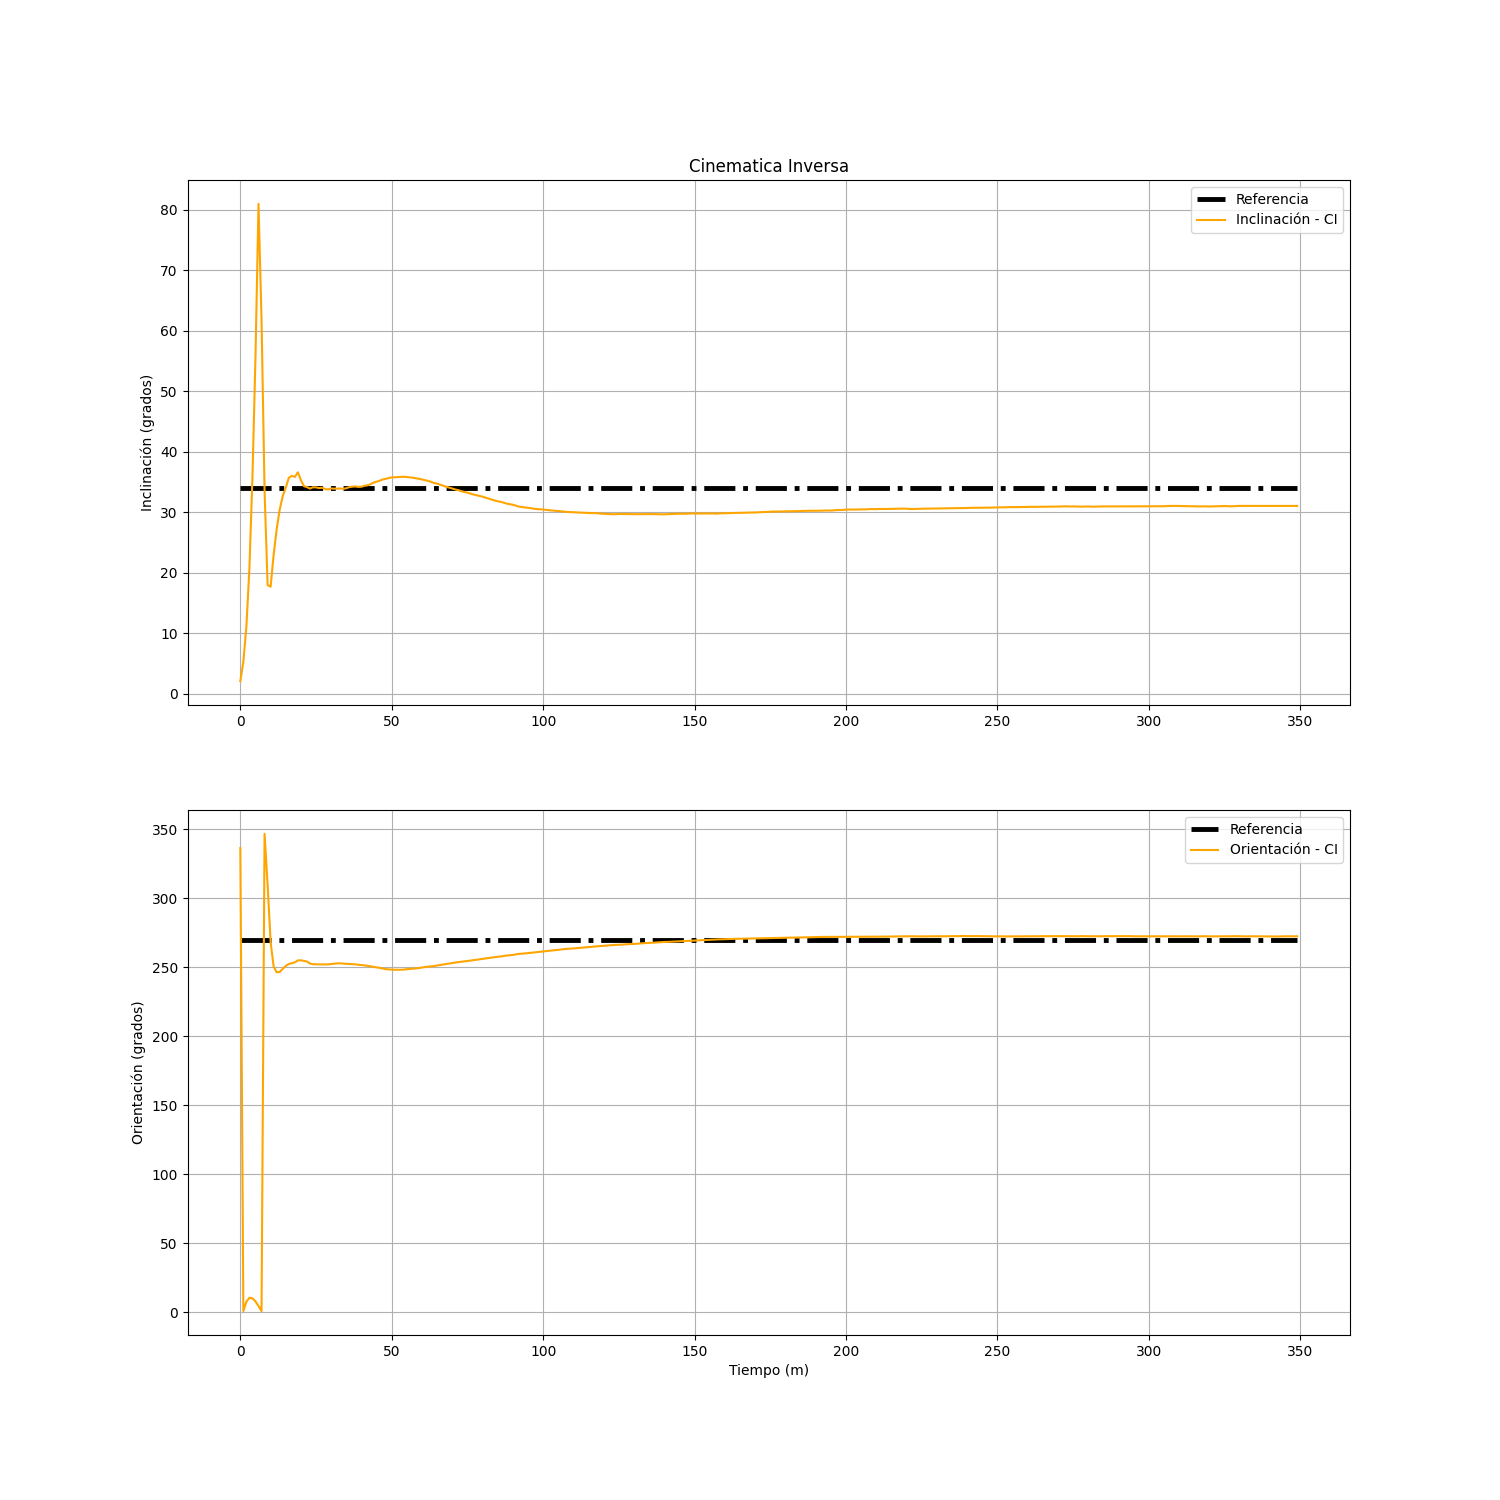 Cinematica Inversa
Referencia
Inclinación - CI
Inclinación (grados)
80
70
60
50
40
30
20
10
0
0 50 100 150 200 250 300 350
Referencia
Orientación - CI
Orientación (grados)
350
300
250
200
150
100
50
0
0 50 100 150 200 250 300 350
Tiempo (m)